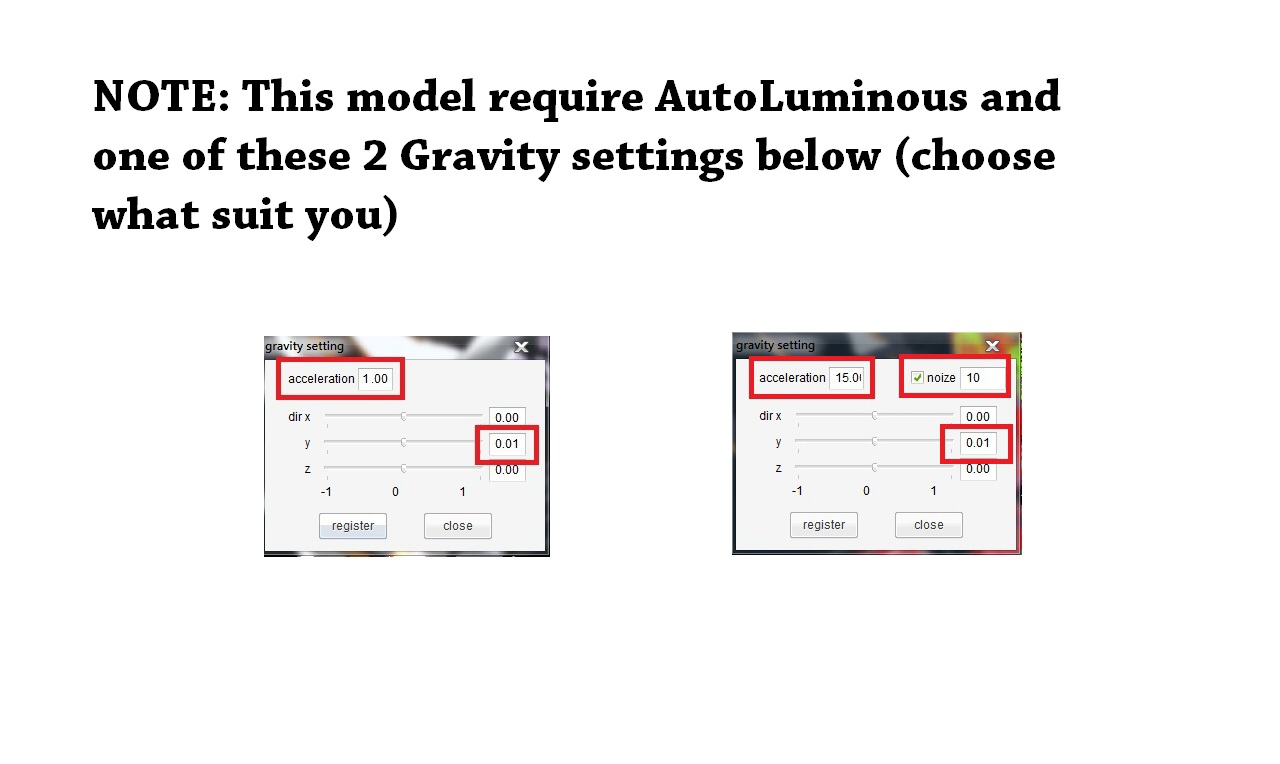 NOTE: This model require AutoLuminous and
one of these 2 Gravity settings below (choose
what suit you)
gravity setting
acceleration 1.00
dir x 0.00
y 0.01
z 0.00
-1 0 1
register close
gravity setting
acceleration 15.0 noize 10
dir x 0.00
y 0.01
z 0.00
-1 0 1
register close